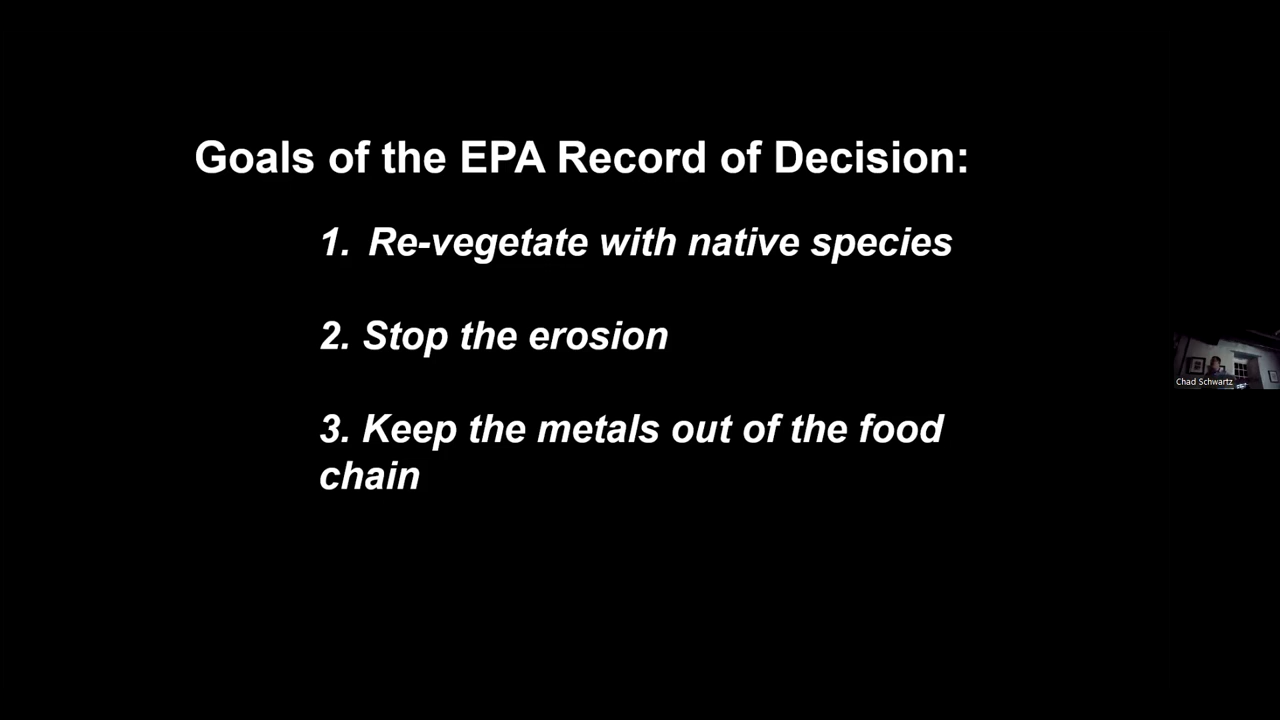 Goals of the EPA Record of Decision:
1. Re-vegetate with native species
2. Stop the erosion
3. Keep the metals out of the food
chain
Chad Schwartz